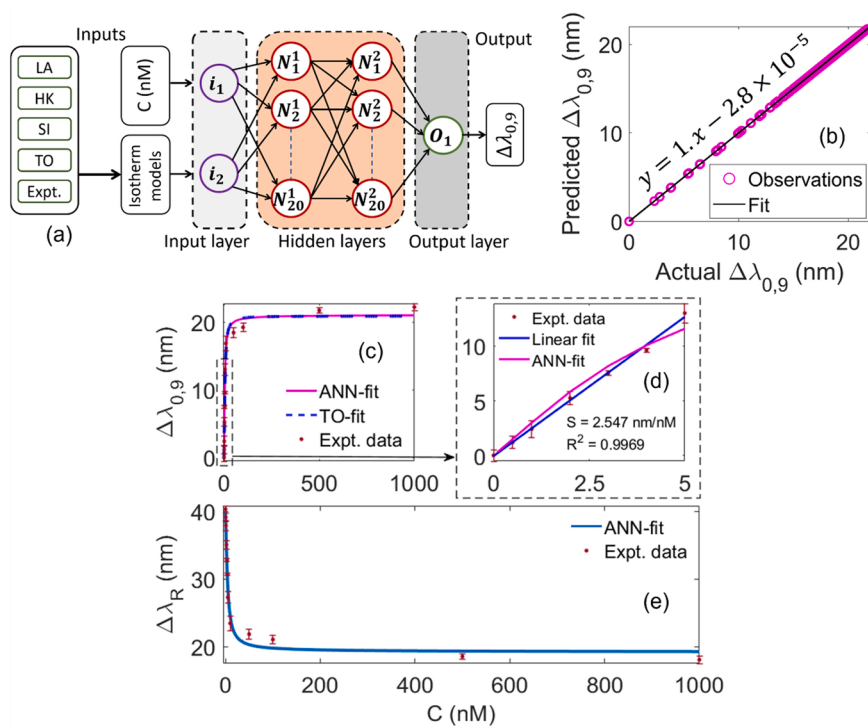 Inputs
Output
LA
HK
SI
TO
Expt.
(a)
C (nM)
Isotherm models
i₁
i₂
N₁¹
N₂¹
N₂₀¹
N₁²
N₂²
N₂₀²
O₁
Δλ₀,₉
Input layer
Hidden layers
Output layer
Predicted Δλ₀,₉ (nm)
20
10
0
y = 1. x − 2.8 × 10⁻⁵
(b)
Observations
Fit
0
10
20
Actual Δλ₀,₉ (nm)
Δλ₀,₉ (nm)
20
10
0
(c)
ANN-fit
TO-fit
Expt. data
0
500
1000
10
5
0
Expt. data
Linear fit
ANN-fit
(d)
S = 2.547 nm/nM
R² = 0.9969
0
2.5
5
Δλ_R (nm)
40
30
20
ANN-fit
Expt. data
(e)
0
200
400
600
800
1000
C (nM)